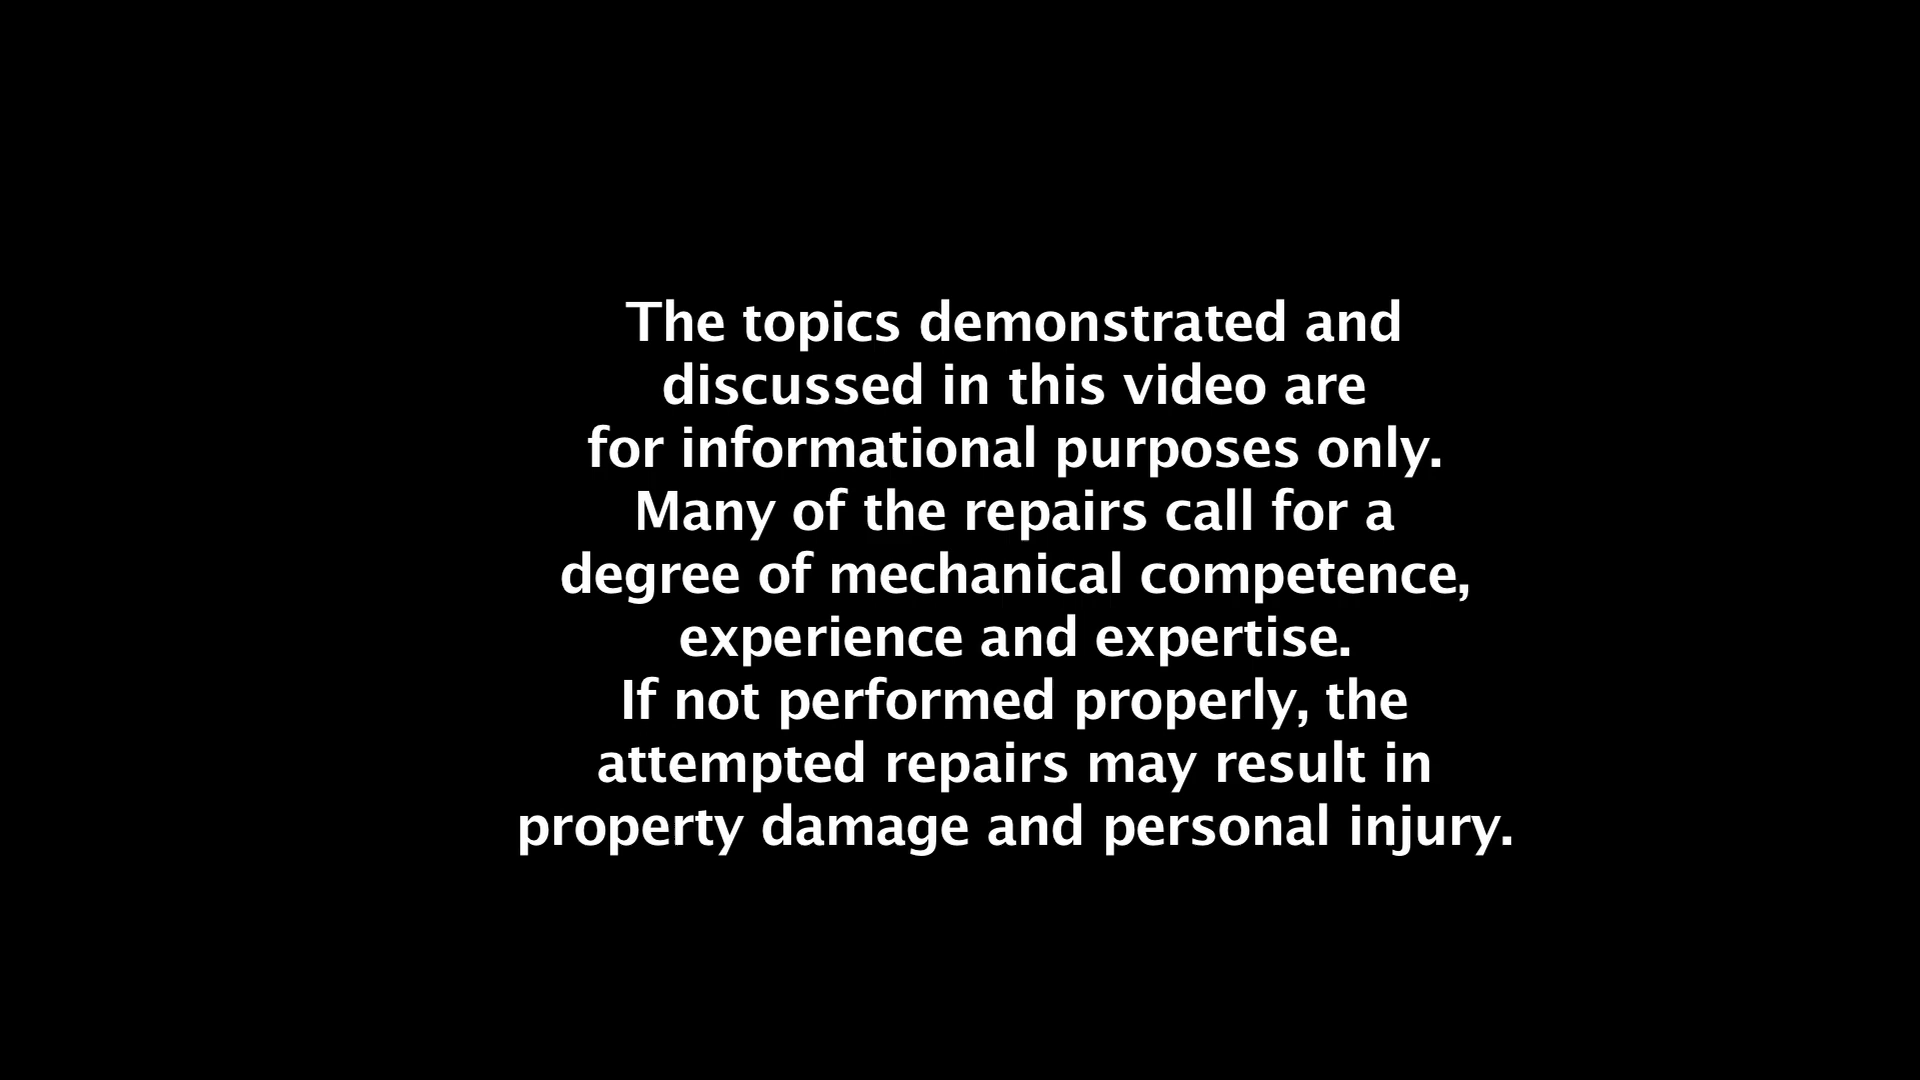 The topics demonstrated and
discussed in this video are
for informational purposes only.
Many of the repairs call for a
degree of mechanical competence,
experience and expertise.
If not performed properly, the
attempted repairs may result in
property damage and personal injury.